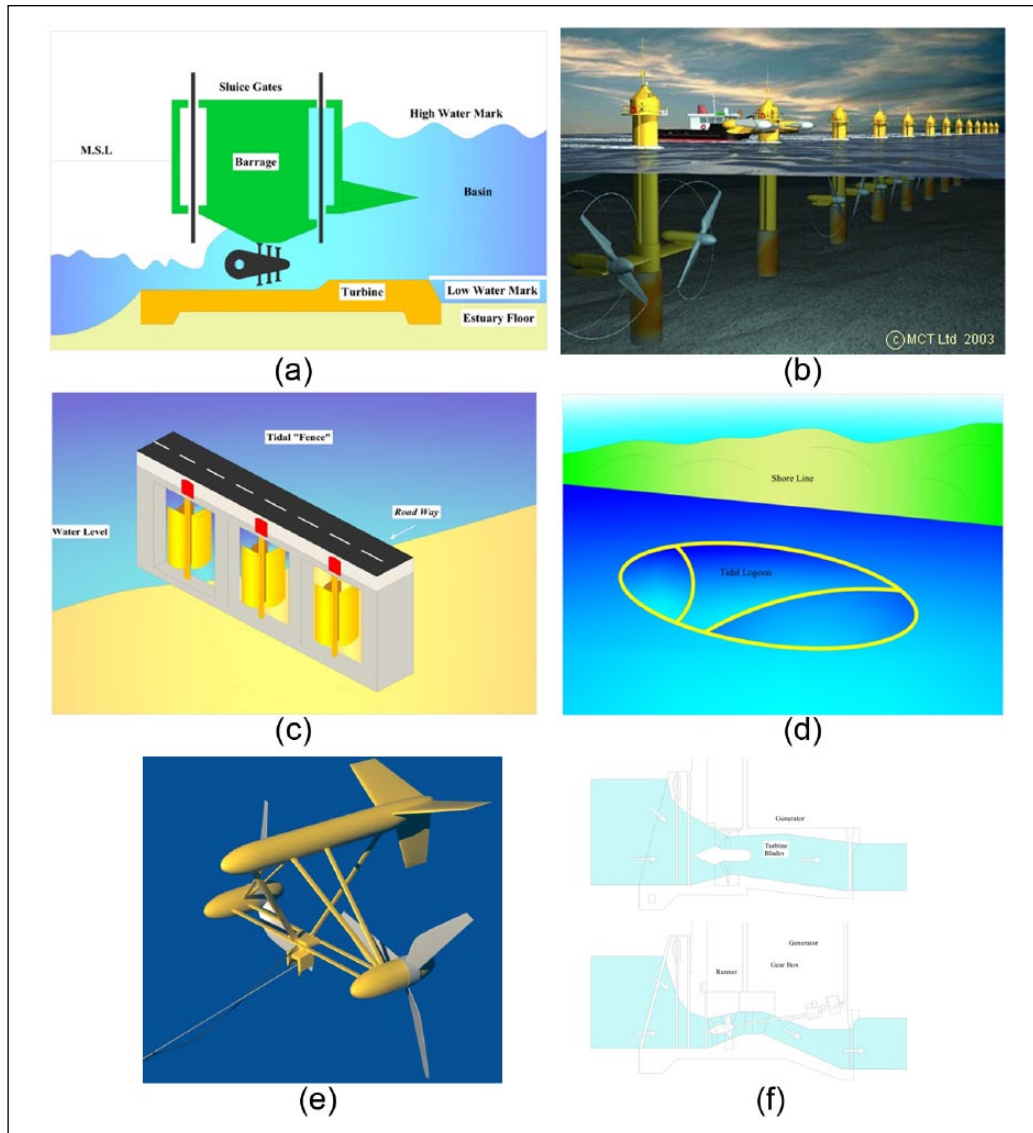 Sluice Gates
High Water Mark
M.S.L
Barrage
Basin
Turbine
Low Water Mark
Estuary Floor
(a)
©MCT Ltd 2003
(b)
Tidal "Fence"
Road Way
Water Level
(c)
Shore Line
Tidal Logoon
(d)
(e)
Generator
Turbine
Blades
Generator
Runner
Gear Box
(f)